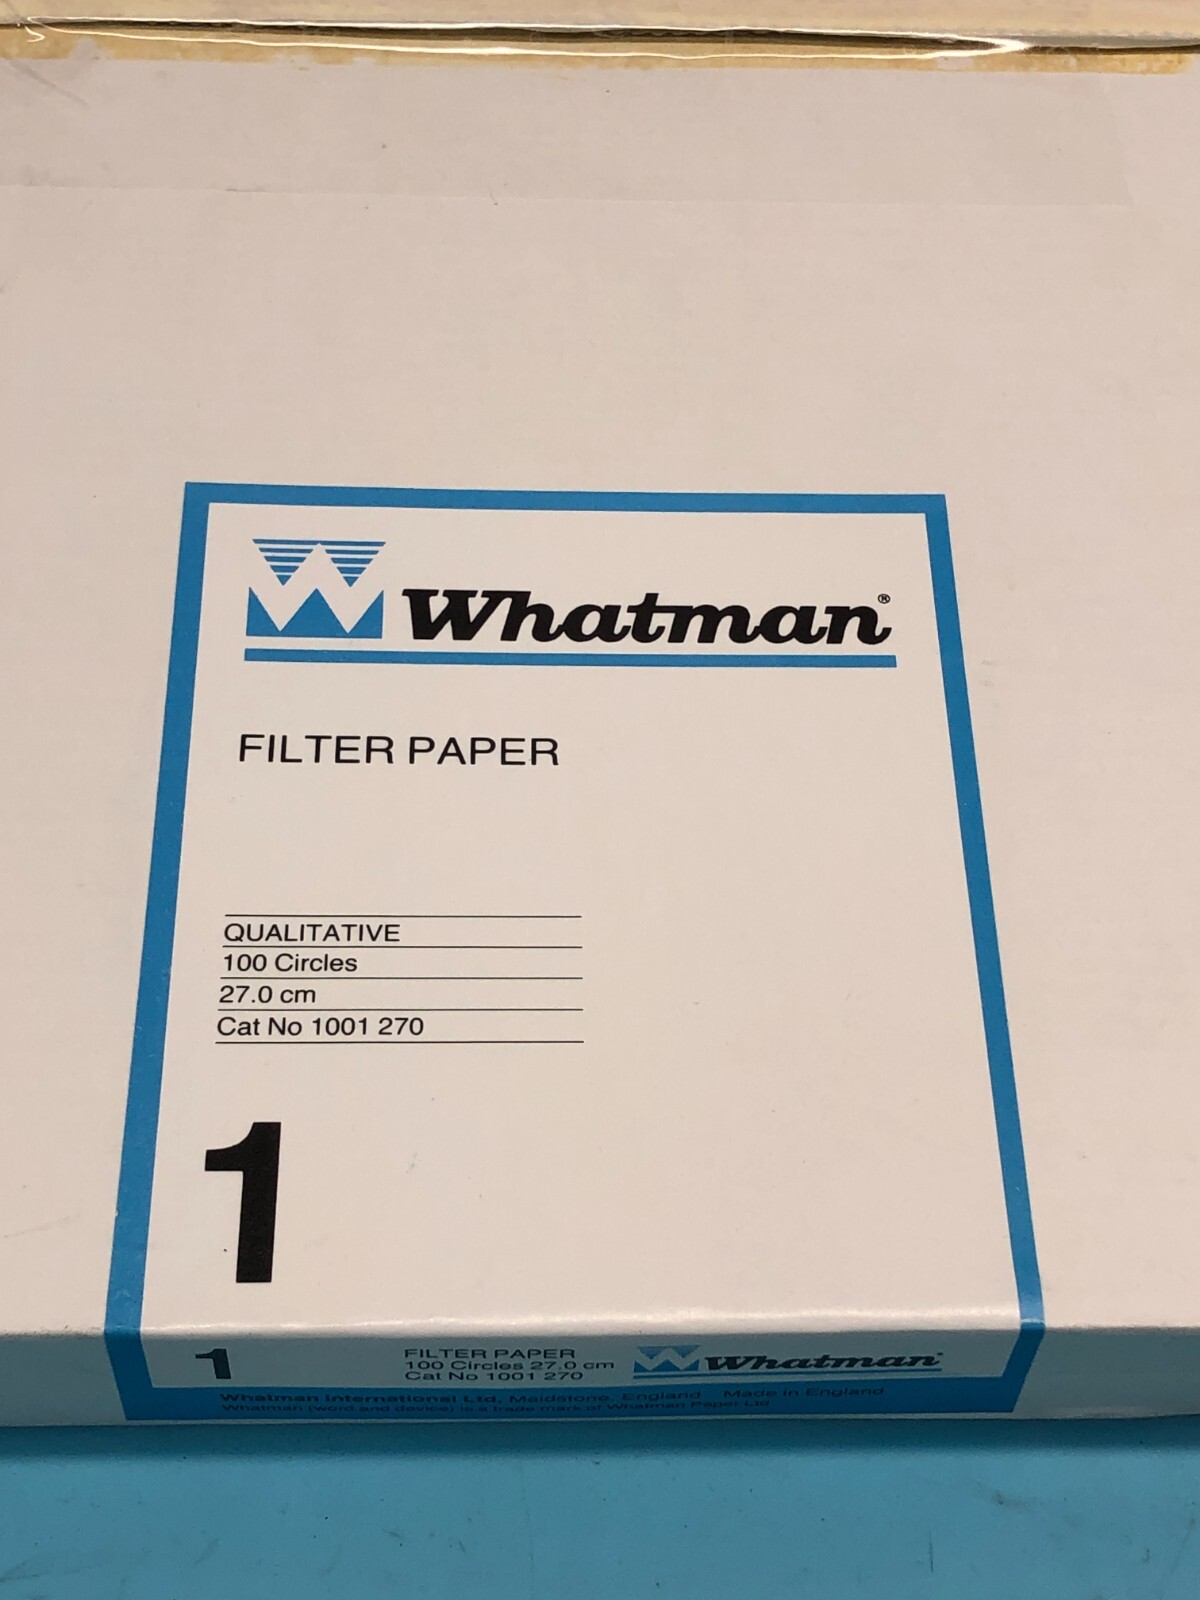 Whatman®
FILTER PAPER
QUALITATIVE
100 Circles
27.0 cm
Cat No 1001 270
1
1
FILTER PAPER
100 Circles 27.0 cm
Cat No 1001 270
Whatman
Whatman International Ltd, Maidstone, England Made in England
Whatman (word and device) is a trade mark of Whatman Paper Ltd